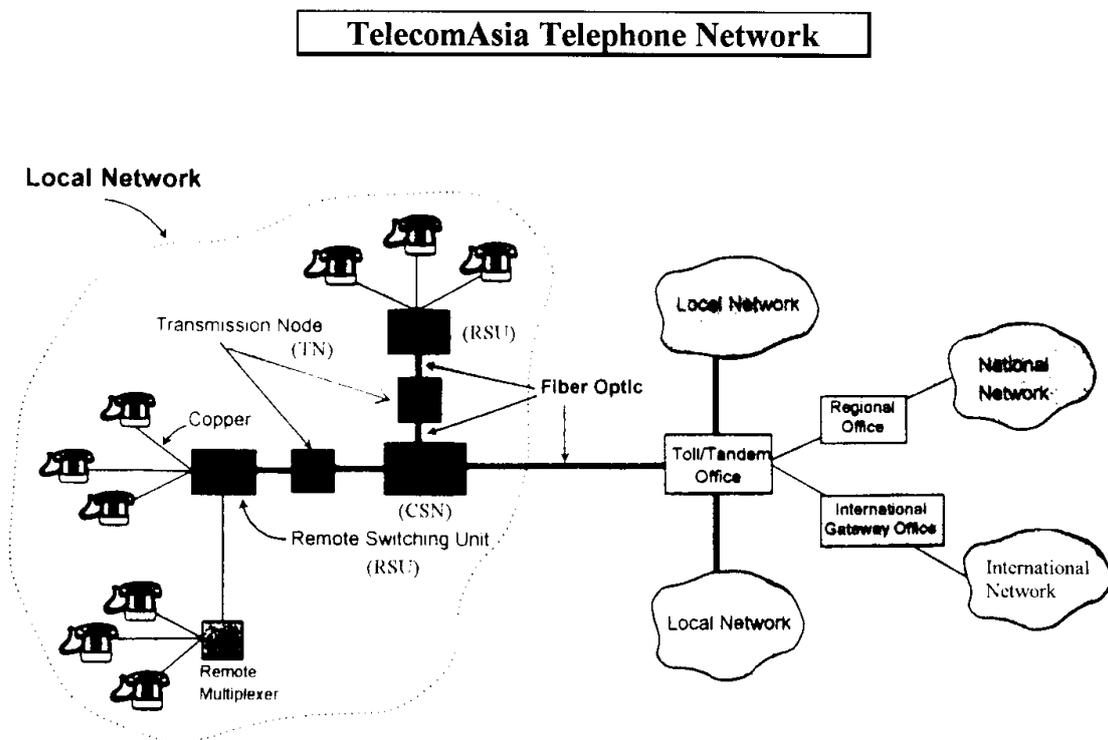 TelecomAsia Telephone Network
Local Network
Transmission Node
(TN)
(RSU)
Fiber Optic
Copper
(CSN)
Remote Switching Unit
(RSU)
Remote
Multiplexer
Local Network
Toll/Tandem
Office
Local Network
Regional
Office
National
Network
International
Gateway Office
International
Network